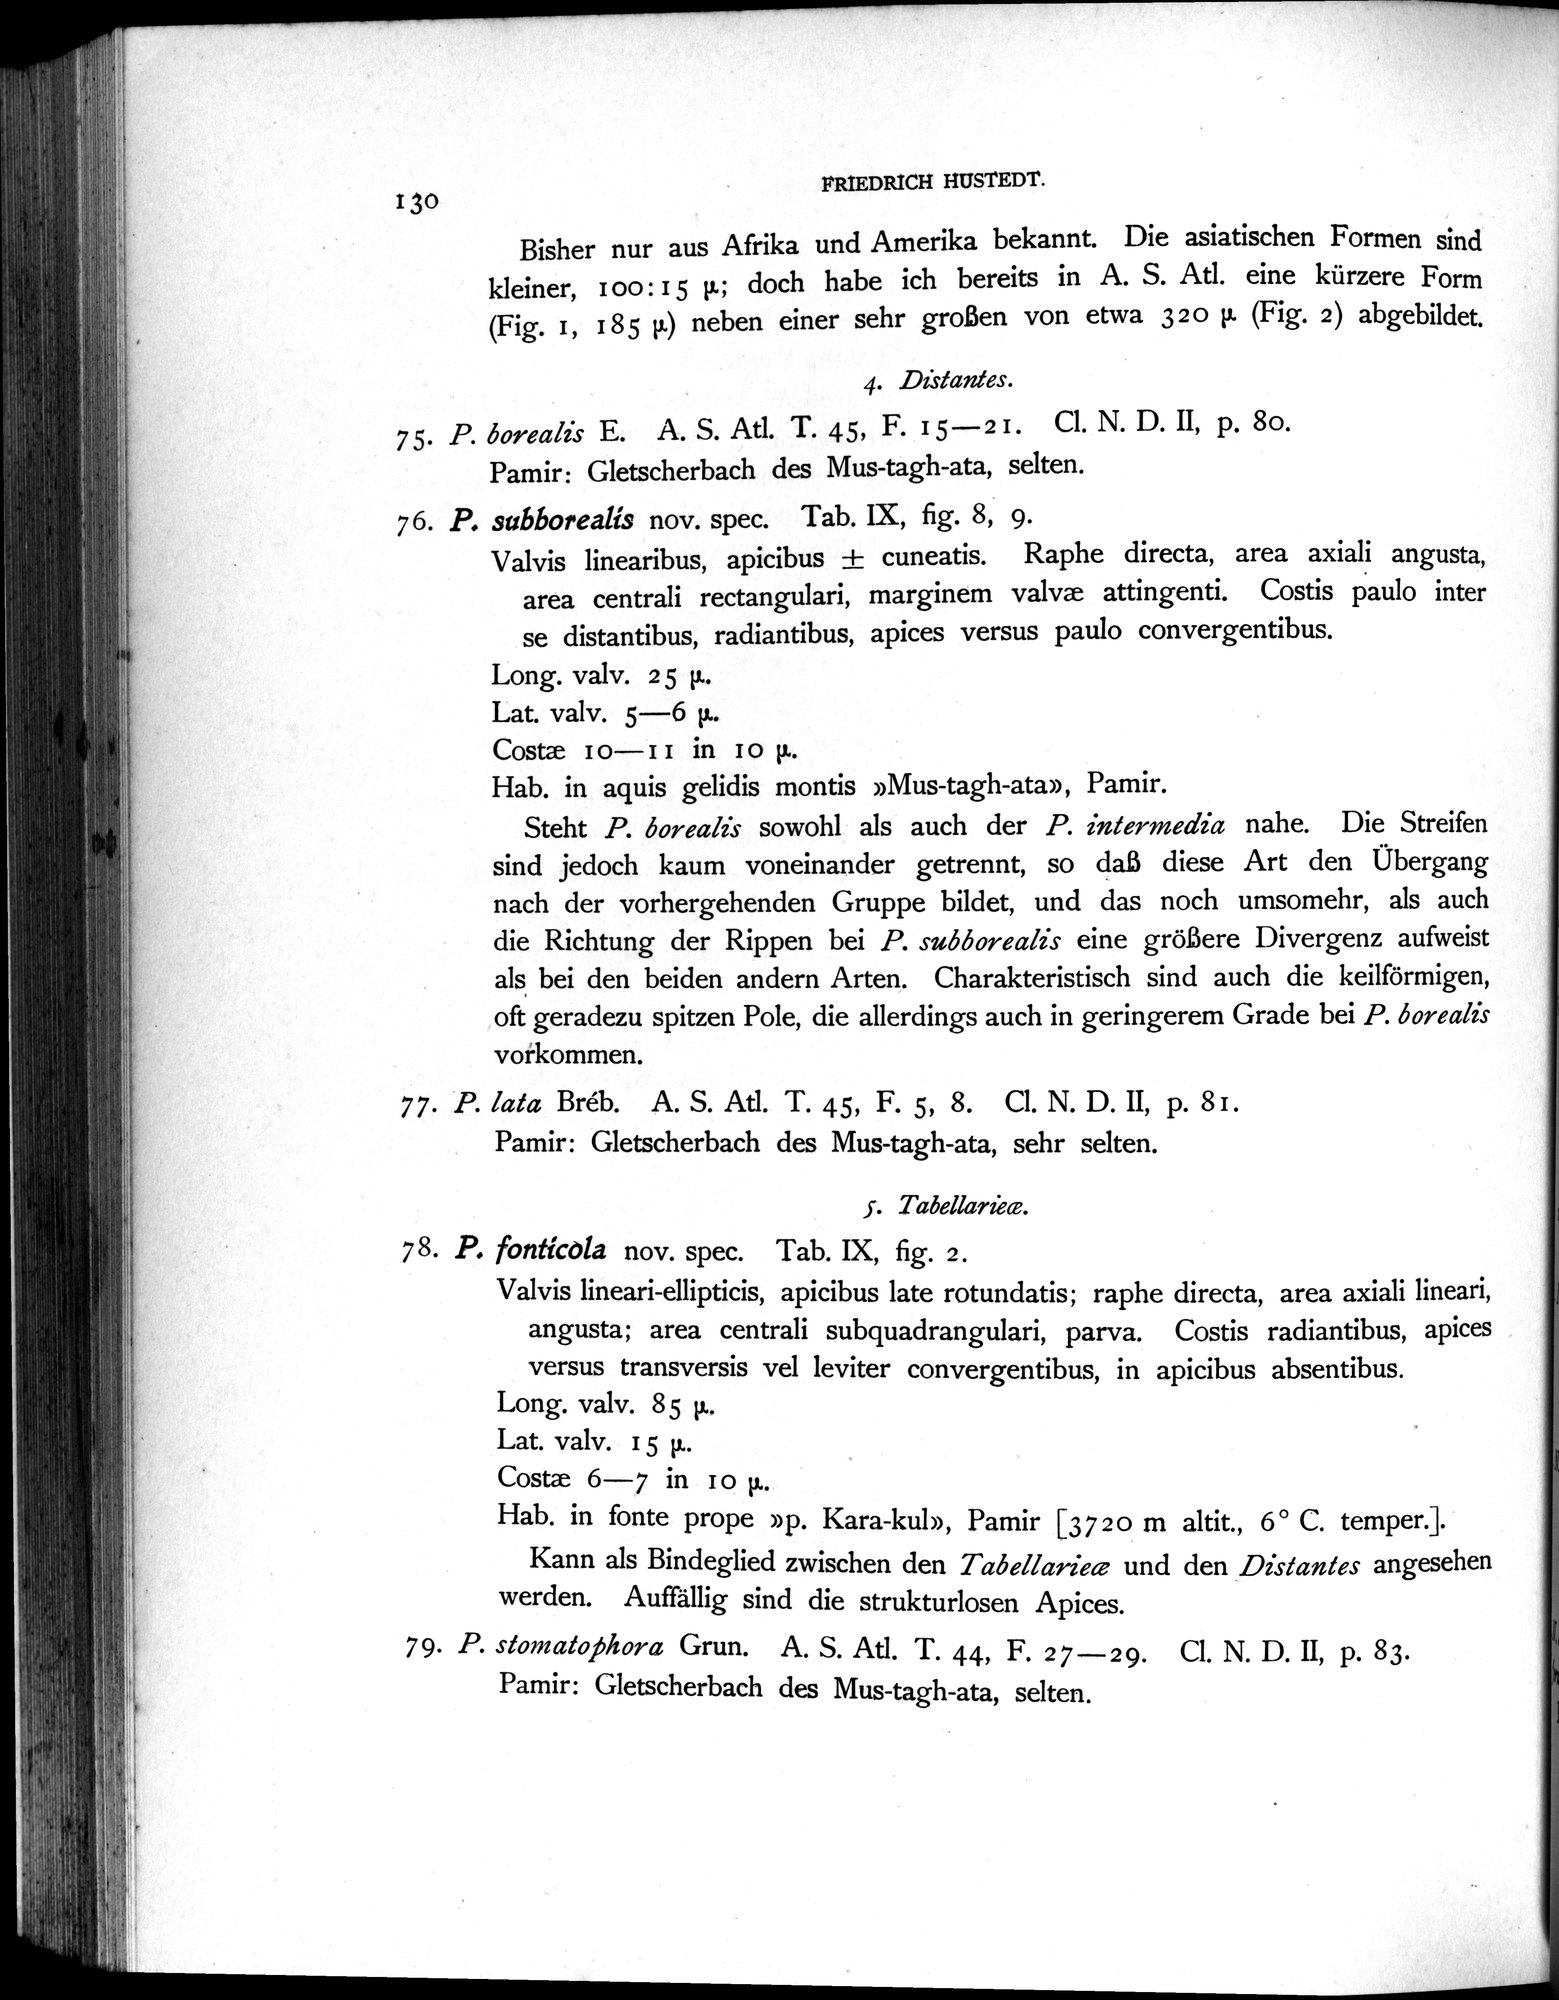 130
FRIEDRICH HUSTEDT.
Bisher nur aus Afrika und Amerika bekannt. Die asiatischen Formen sind
kleiner, 100:15 µ; doch habe ich bereits in A. S. Atl. eine kürzere Form
(Fig. 1, 185 µ) neben einer sehr großen von etwa 320 µ (Fig. 2) abgebildet.
4. Distantes.
75. P. borealis E. A. S. Atl. T. 45, F. 15—21. Cl. N. D. II, p. 80.
Pamir: Gletscherbach des Mus-tagh-ata, selten.
76. P. subborealis nov. spec. Tab. IX, fig. 8, 9.
Valvis linearibus, apicibus ± cuneatis. Raphe directa, area axiali angusta,
area centrali rectangulari, marginem valvæ attingenti. Costis paulo inter
se distantibus, radiantibus, apices versus paulo convergentibus.
Long. valv. 25 µ.
Lat. valv. 5—6 µ.
Costæ 10—11 in 10 µ.
Hab. in aquis gelidis montis »Mus-tagh-ata», Pamir.
Steht P. borealis sowohl als auch der P. intermedia nahe. Die Streifen
sind jedoch kaum voneinander getrennt, so daß diese Art den Übergang
nach der vorhergehenden Gruppe bildet, und das noch umsomehr, als auch
die Richtung der Rippen bei P. subborealis eine größere Divergenz aufweist
als bei den beiden andern Arten. Charakteristisch sind auch die keilförmigen,
oft geradezu spitzen Pole, die allerdings auch in geringerem Grade bei P. borealis
vorkommen.
77. P. lata Bréb. A. S. Atl. T. 45, F. 5, 8. Cl. N. D. II, p. 81.
Pamir: Gletscherbach des Mus-tagh-ata, sehr selten.
5. Tabellarieæ.
78. P. fonticola nov. spec. Tab. IX, fig. 2.
Valvis lineari-ellipticis, apicibus late rotundatis; raphe directa, area axiali lineari,
angusta; area centrali subquadrangulari, parva. Costis radiantibus, apices
versus transversis vel leviter convergentibus, in apicibus absentibus.
Long. valv. 85 µ.
Lat. valv. 15 µ.
Costæ 6—7 in 10 µ.
Hab. in fonte prope »p. Kara-kul», Pamir [3720 m altit., 6° C. temper.].
Kann als Bindeglied zwischen den Tabellarieæ und den Distantes angesehen
werden. Auffällig sind die strukturlosen Apices.
79. P. stomatophora Grun. A. S. Atl. T. 44, F. 27—29. Cl. N. D. II, p. 83.
Pamir: Gletscherbach des Mus-tagh-ata, selten.